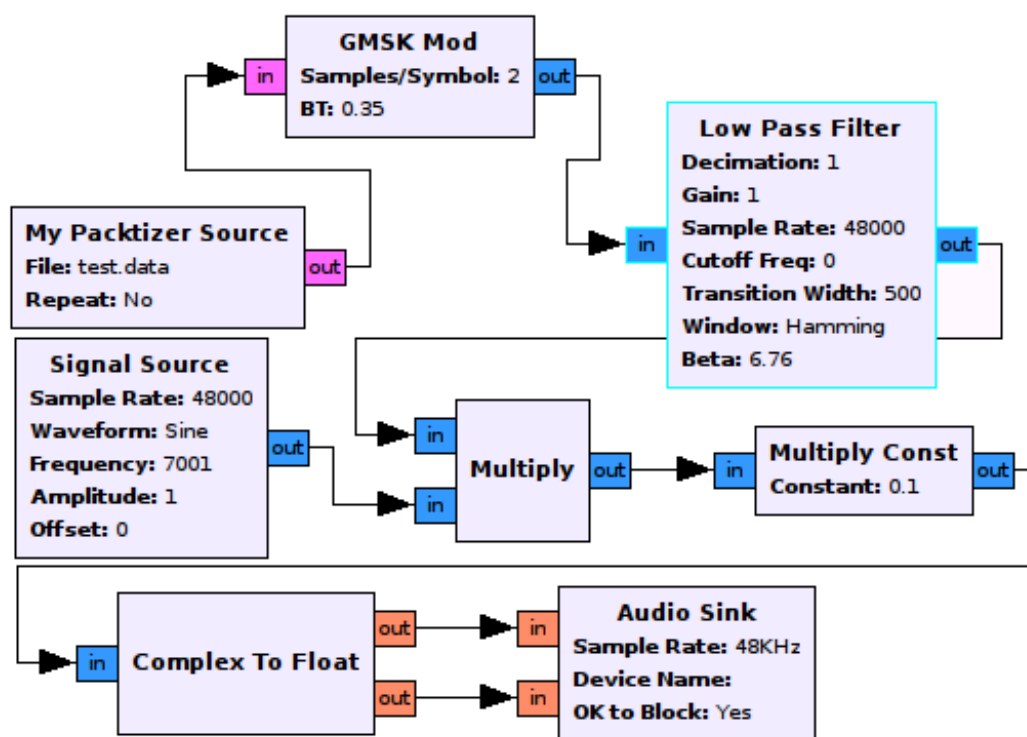 GMSK Mod
in
Samples/Symbol: 2
out
BT: 0.35
My Packtizer Source
File: test.data
out
Repeat: No
Low Pass Filter
Decimation: 1
Gain: 1
in
Sample Rate: 48000
out
Cutoff Freq: 0
Transition Width: 500
Window: Hamming
Beta: 6.76
Signal Source
Sample Rate: 48000
Waveform: Sine
out
Frequency: 7001
Amplitude: 1
Offset: 0
in
in
Multiply
out
in
Multiply Const
Constant: 0.1
out
in
Complex To Float
out
out
in
in
Audio Sink
Sample Rate: 48KHz
Device Name:
OK to Block: Yes